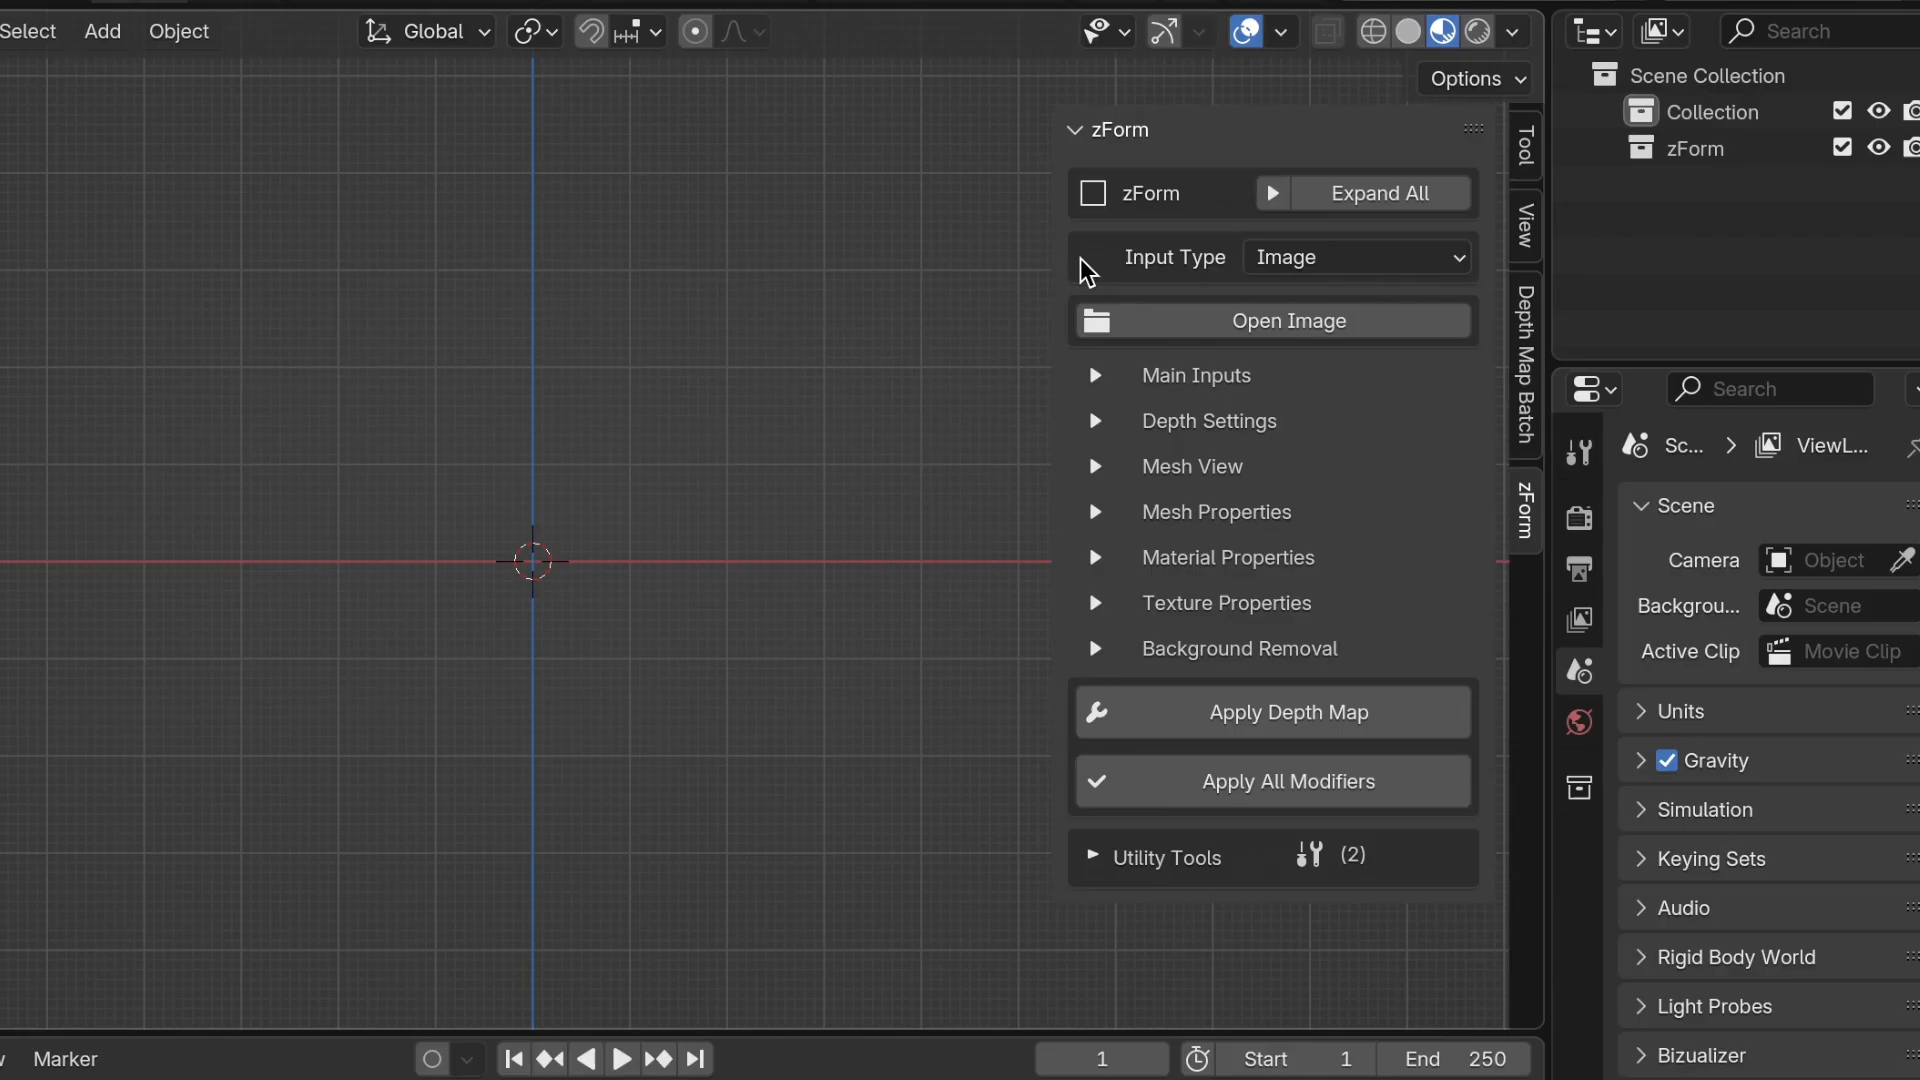 Select Add Object Global Search
Options
Scene Collection
Collection
zForm
zForm
zForm Expand All
Input Type Image
Open Image
Main Inputs
Depth Settings
Mesh View
Mesh Properties
Material Properties
Texture Properties
Background Removal
Apply Depth Map
Apply All Modifiers
Utility Tools (2)
Tool
View
Depth Map Batch
zForm
Search
Sc... ViewL...
Scene
Camera Object
Backgrou... Scene
Active Clip Movie Clip
Units
Gravity
Simulation
Keying Sets
Audio
Rigid Body World
Light Probes
Bizualizer
Marker 1 Start 1 End 250